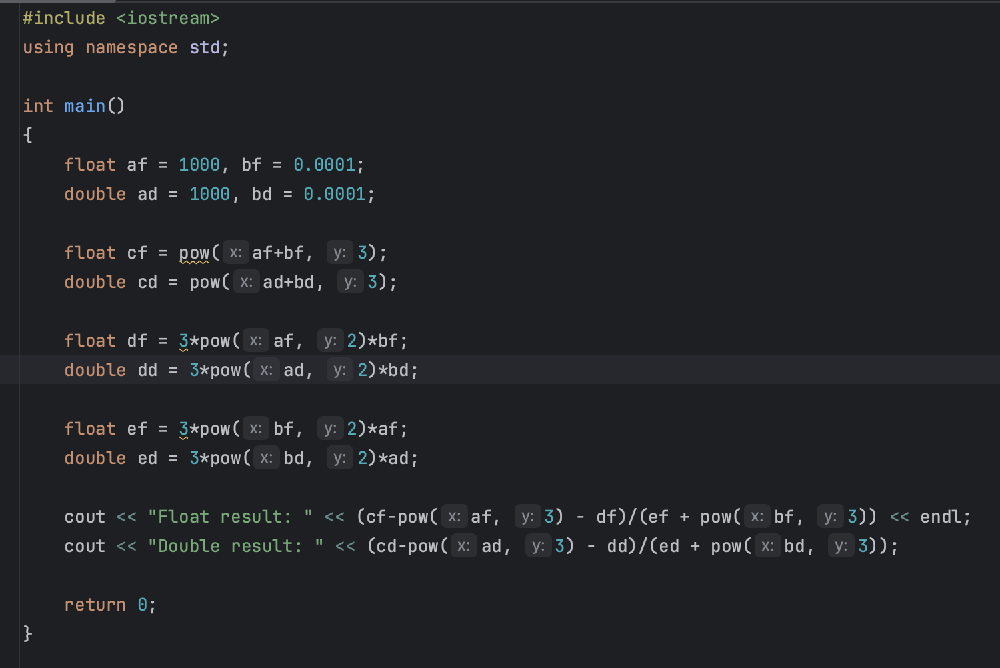 #include <iostream>
using namespace std;
int main()
{
float af = 1000, bf = 0.0001;
double ad = 1000, bd = 0.0001;
float cf = pow( x: af+bf, y: 3);
double cd = pow( x: ad+bd, y: 3);
float df = 3*pow( x: af, y: 2)*bf;
double dd = 3*pow( x: ad, y: 2)*bd;
float ef = 3*pow( x: bf, y: 2)*af;
double ed = 3*pow( x: bd, y: 2)*ad;
cout << "Float result: " << (cf-pow( x: af, y: 3) - df)/(ef + pow( x: bf, y: 3)) << endl;
cout << "Double result: " << (cd-pow( x: ad, y: 3) - dd)/(ed + pow( x: bd, y: 3));
return 0;
}